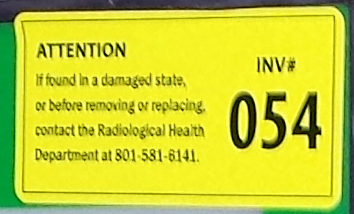 ATTENTION
If found in a damaged state,
or before removing or replacing,
contact the Radiological Health
Department at 801-581-6141.
INV#
054